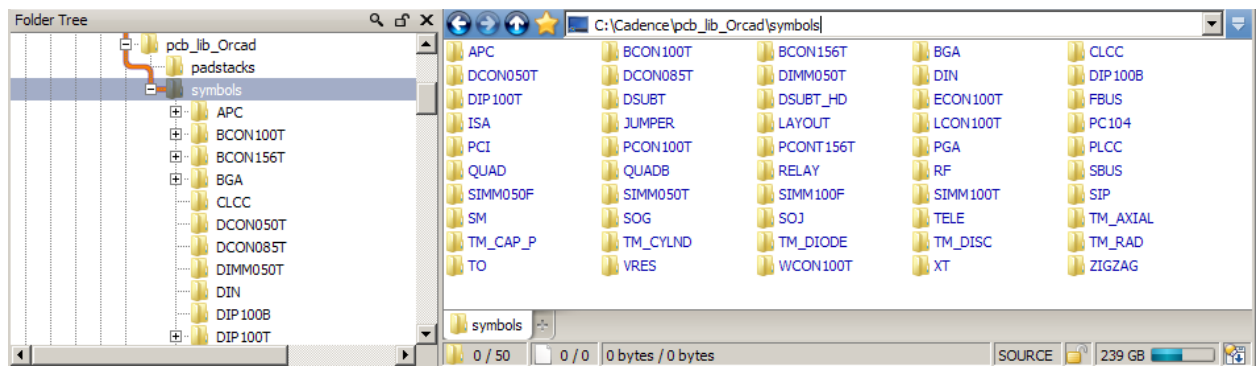 Folder Tree
pcb_lib_Orcad
padstacks
symbols
APC
BCON100T
BCON156T
BGA
CLCC
DCON050T
DCON085T
DIMM050T
DIN
DIP100B
DIP100T
C:\Cadence\pcb_lib_Orcad\symbols
APC BCON100T BCON156T BGA CLCC
DCON050T DCON085T DIMM050T DIN DIP100B
DIP100T DSUBT DSUBT_HD ECON100T FBUS
ISA JUMPER LAYOUT LCON100T PC104
PCI PCON100T PCONT156T PGA PLCC
QUAD QUADB RELAY RF SBUS
SIMM050F SIMM050T SIMM100F SIMM100T SIP
SM SOG SOJ TELE TM_AXIAL
TM_CAP_P TM_CYLND TM_DIODE TM_DISC TM_RAD
TO VRES WCON100T XT ZIGZAG
symbols
0 / 50 0 / 0 0 bytes / 0 bytes SOURCE 239 GB